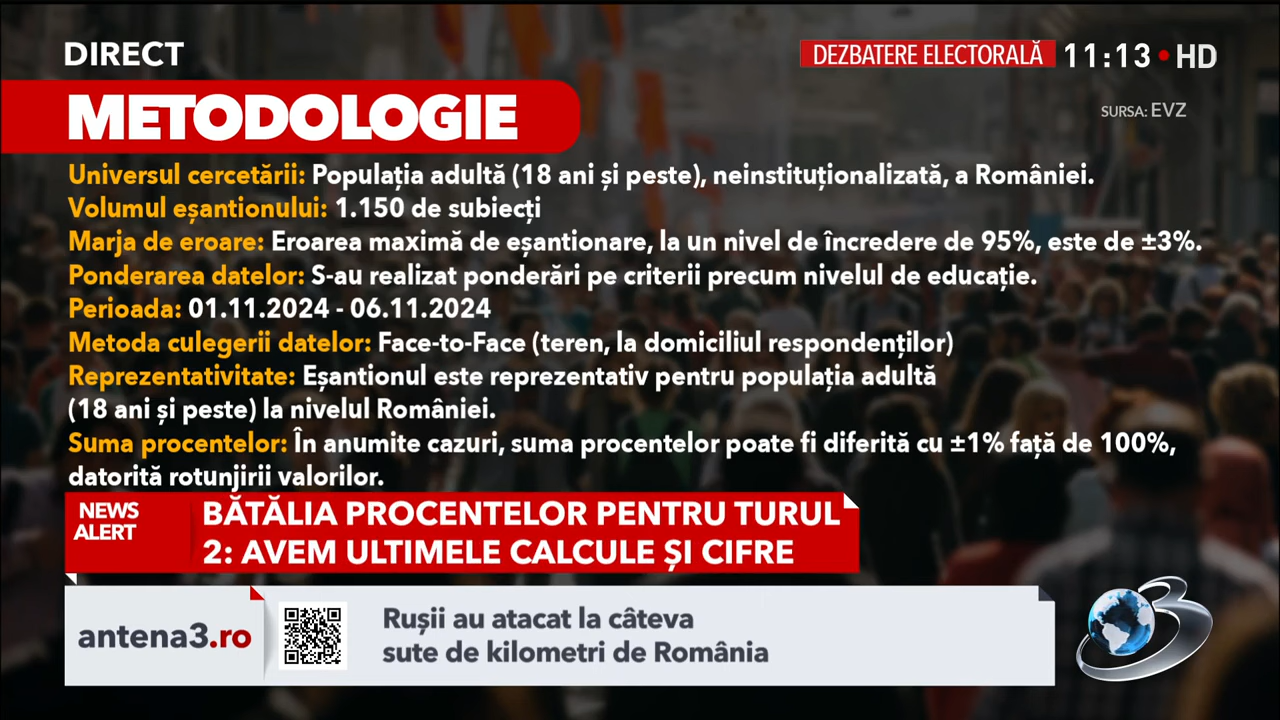 DIRECT
DEZBATERE ELECTORALĂ 11:13 • HD
METODOLOGIE
SURSA: EVZ
Universul cercetării: Populația adultă (18 ani și peste), neinstituționalizată, a României.
Volumul eșantionului: 1.150 de subiecți
Marja de eroare: Eroarea maximă de eșantionare, la un nivel de încredere de 95%, este de ±3%.
Ponderarea datelor: S-au realizat ponderări pe criterii precum nivelul de educație.
Perioada: 01.11.2024 - 06.11.2024
Metoda culegerii datelor: Face-to-Face (teren, la domiciliul respondenților)
Reprezentativitate: Eșantionul este reprezentativ pentru populația adultă
(18 ani și peste) la nivelul României.
Suma procentelor: În anumite cazuri, suma procentelor poate fi diferită cu ±1% față de 100%,
datorită rotunjirii valorilor.
NEWS
ALERT
BĂTĂLIA PROCENTELOR PENTRU TURUL
2: AVEM ULTIMELE CALCULE ȘI CIFRE
antena3.ro
Rușii au atacat la câteva
sute de kilometri de România
3